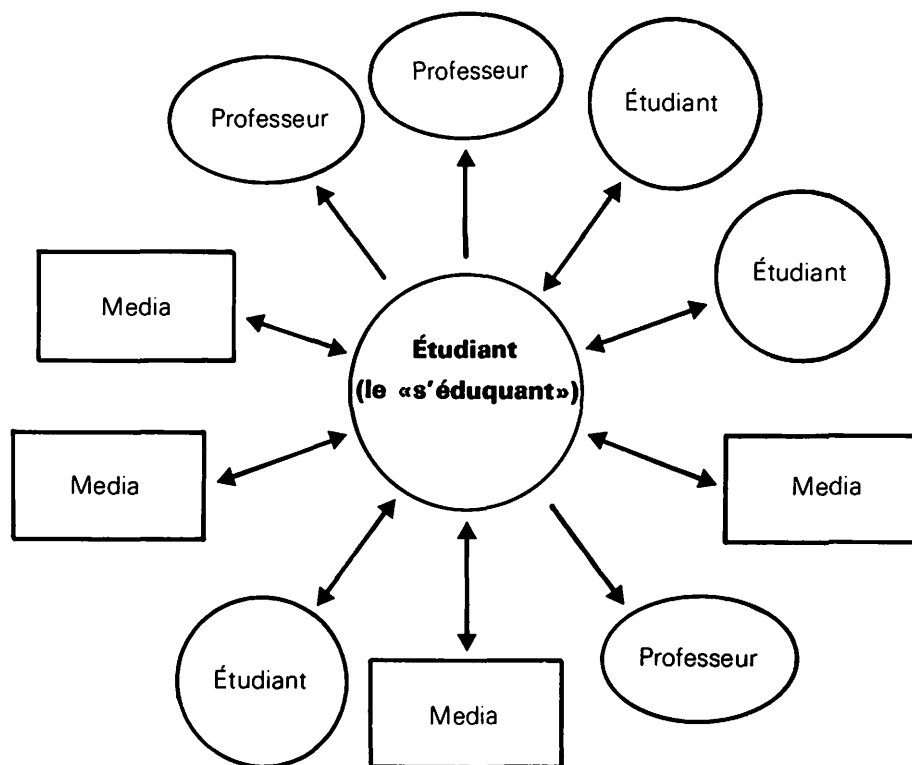 Professeur
Professeur
Étudiant
Étudiant
Media
Étudiant
(le «s'éduquant»)
Media
Media
Étudiant
Media
Professeur